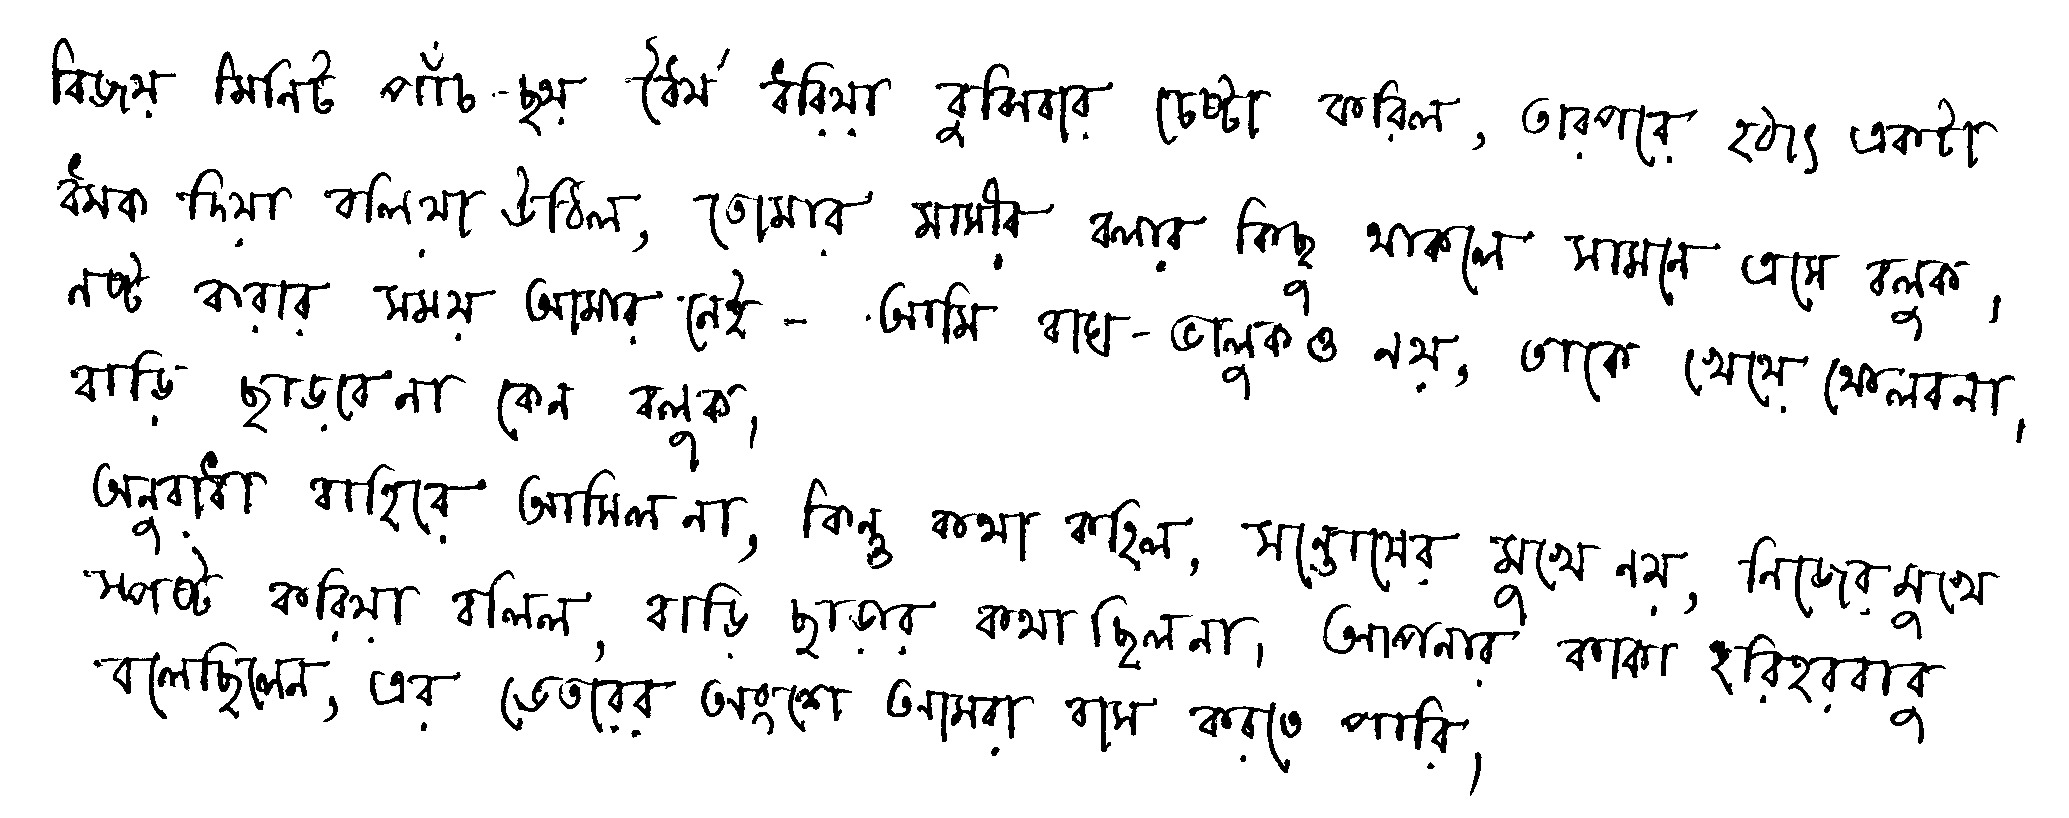 বিজয় মিনিট পাঁচ-ছয় ধৈর্য ধরিয়া বুঝিবার চেষ্টা করিল, তারপরে হঠাৎ একটা
ধমক দিয়া বলিয়া উঠিল, তোমার মাসীর বলার কিছু থাকলে সামনে এসে বলুক।
নষ্ট করার সময় আমার নেই - আমি বাঘ-ভালুকও নয়, তাকে খেয়ে ফেলবনা।
বাড়ি ছাড়বেনা কেন বলুক।
অনুরাধা বাহিরে আসিলনা, কিন্তু কথা কহিল, সন্তোষের মুখে নয়, নিজের মুখে
স্পষ্ট করিয়া বলিল, বাড়ি ছাড়ার কথা ছিলনা। আপনার কাকা হরিহরবাবু
বলেছিলেন, এর ভেতরের অংশে আমরা বাস করতে পারি।